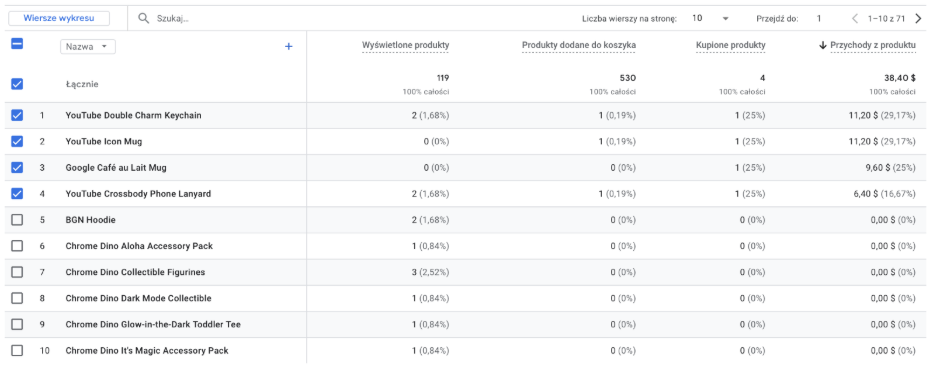 Wiersze wykresu Szukaj... Liczba wierszy na stronę: 10 Przejdź do: 1 1–10 z 71
Nazwa + Wyświetlone produkty Produkty dodane do koszyka Kupione produkty ↓ Przychody z produktu
Łącznie 119 530 4 38,40 $
100% całości 100% całości 100% całości 100% całości
1 YouTube Double Charm Keychain 2 (1,68%) 1 (0,19%) 1 (25%) 11,20 $ (29,17%)
2 YouTube Icon Mug 0 (0%) 1 (0,19%) 1 (25%) 11,20 $ (29,17%)
3 Google Café au Lait Mug 0 (0%) 0 (0%) 1 (25%) 9,60 $ (25%)
4 YouTube Crossbody Phone Lanyard 2 (1,68%) 1 (0,19%) 1 (25%) 6,40 $ (16,67%)
5 BGN Hoodie 2 (1,68%) 0 (0%) 0 (0%) 0,00 $ (0%)
6 Chrome Dino Aloha Accessory Pack 1 (0,84%) 0 (0%) 0 (0%) 0,00 $ (0%)
7 Chrome Dino Collectible Figurines 3 (2,52%) 0 (0%) 0 (0%) 0,00 $ (0%)
8 Chrome Dino Dark Mode Collectible 1 (0,84%) 0 (0%) 0 (0%) 0,00 $ (0%)
9 Chrome Dino Glow-in-the-Dark Toddler Tee 1 (0,84%) 0 (0%) 0 (0%) 0,00 $ (0%)
10 Chrome Dino It's Magic Accessory Pack 1 (0,84%) 0 (0%) 0 (0%) 0,00 $ (0%)